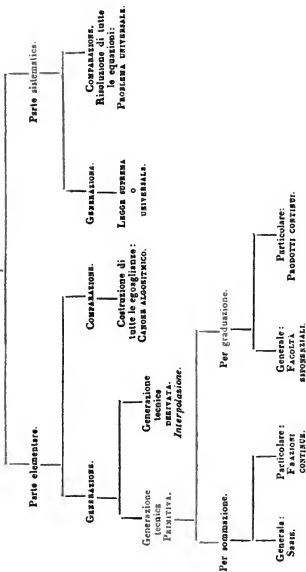 Parte elementare.
Parte sistematica.
GENERAZIONE.
COMPARAZIONE.
Costruzione di
tutte le eguaglianze:
CANONE ALGORITMICO.
GENERAZIONE.
LEGGE SUPREMA
O
UNIVERSALE.
COMPARAZIONE.
Risoluzione di tutte
le equazioni:
PROBLEMA UNIVERSALE.
Generazione
tecnica
PRIMITIVA.
Generazione
tecnica
DERIVATA.
Interpolazione.
Per sommazione.
Per graduazione.
Generale:
SERIE.
Particolare:
FRAZIONI
CONTINUE.
Generale:
FACOLTÀ
ESPONENZIALI.
Particolare:
PRODOTTI CONTINUI.